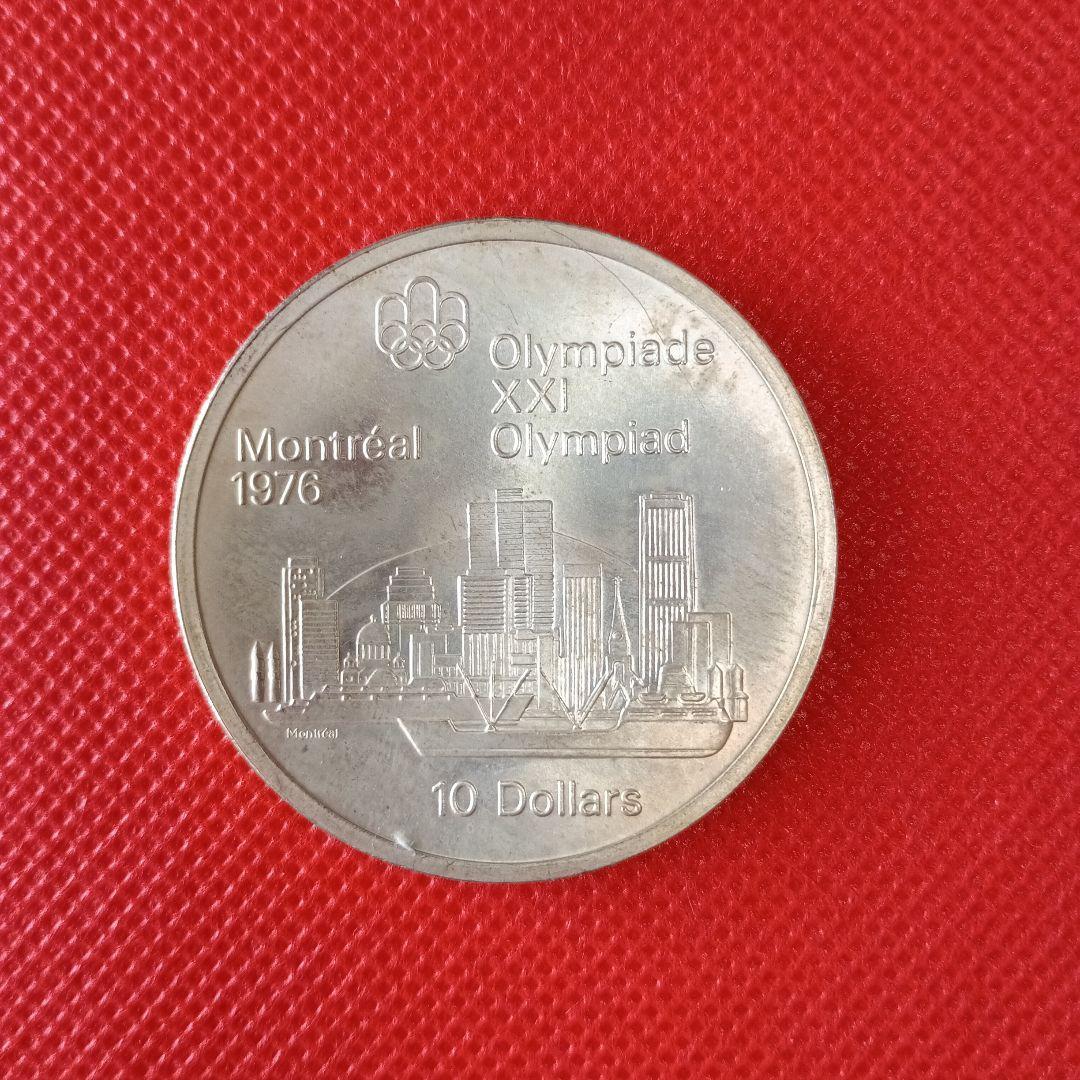 Olympiade
XXI
Olympiad
Montréal
1976
Montréal
10 Dollars